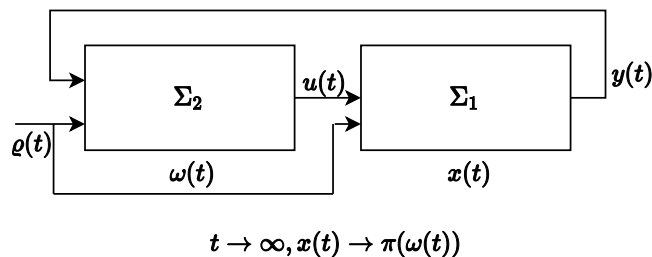 Σ₂
u(t)
Σ₁
y(t)
ϱ(t)
ω(t)
x(t)
t → ∞, x(t) → π(ω(t))